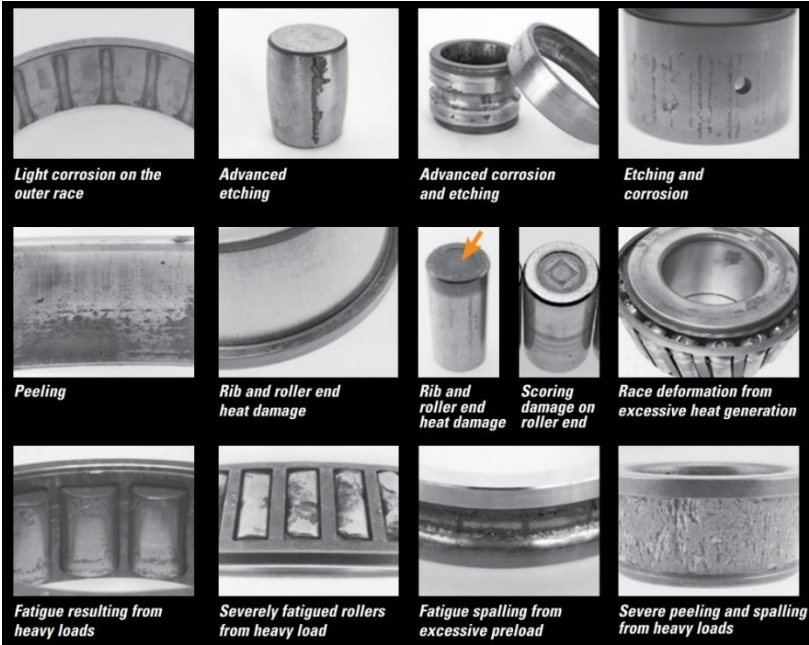 Light corrosion on the
outer race
Advanced
etching
Advanced corrosion
and etching
Etching and
corrosion
Peeling
Rib and roller end
heat damage
Rib and
roller end
heat damage
Scoring
damage on
roller end
Race deformation from
excessive heat generation
Fatigue resulting from
heavy loads
Severely fatigued rollers
from heavy load
Fatigue spalling from
excessive preload
Severe peeling and spalling
from heavy loads